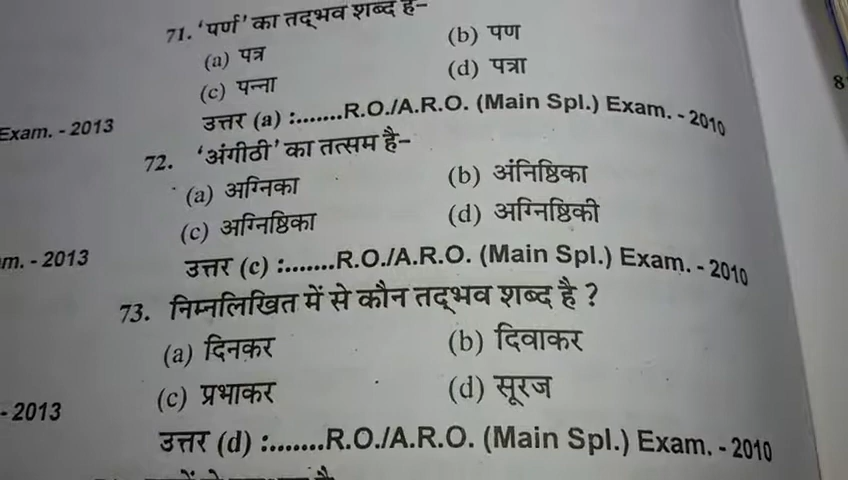 71. ‘पर्ण’ का तद्भव शब्द है–
(a) पत्र (b) पण
(c) पन्ना (d) पत्रा
उत्तर (a) :.......R.O./A.R.O. (Main Spl.) Exam. - 2010
Exam. - 2013
72. ‘अंगीठी’ का तत्सम है–
(a) अग्निका (b) अंनिष्ठिका
(c) अग्निष्ठिका (d) अग्निष्ठिकी
उत्तर (c) :.......R.O./A.R.O. (Main Spl.) Exam. - 2010
m. - 2013
73. निम्नलिखित में से कौन तद्भव शब्द है ?
(a) दिनकर (b) दिवाकर
(c) प्रभाकर (d) सूरज
- 2013
उत्तर (d) :.......R.O./A.R.O. (Main Spl.) Exam. - 2010
8